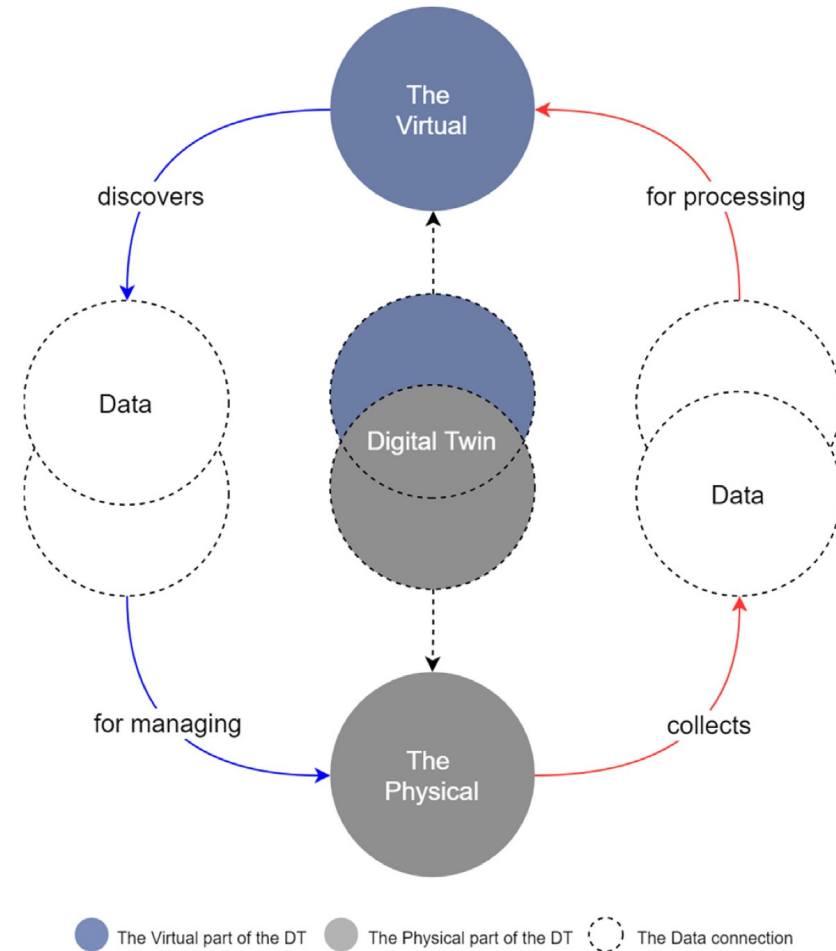 The
Virtual
discovers
for processing
Data
Digital Twin
Data
for managing
collects
The
Physical
The Virtual part of the DT
The Physical part of the DT
The Data connection